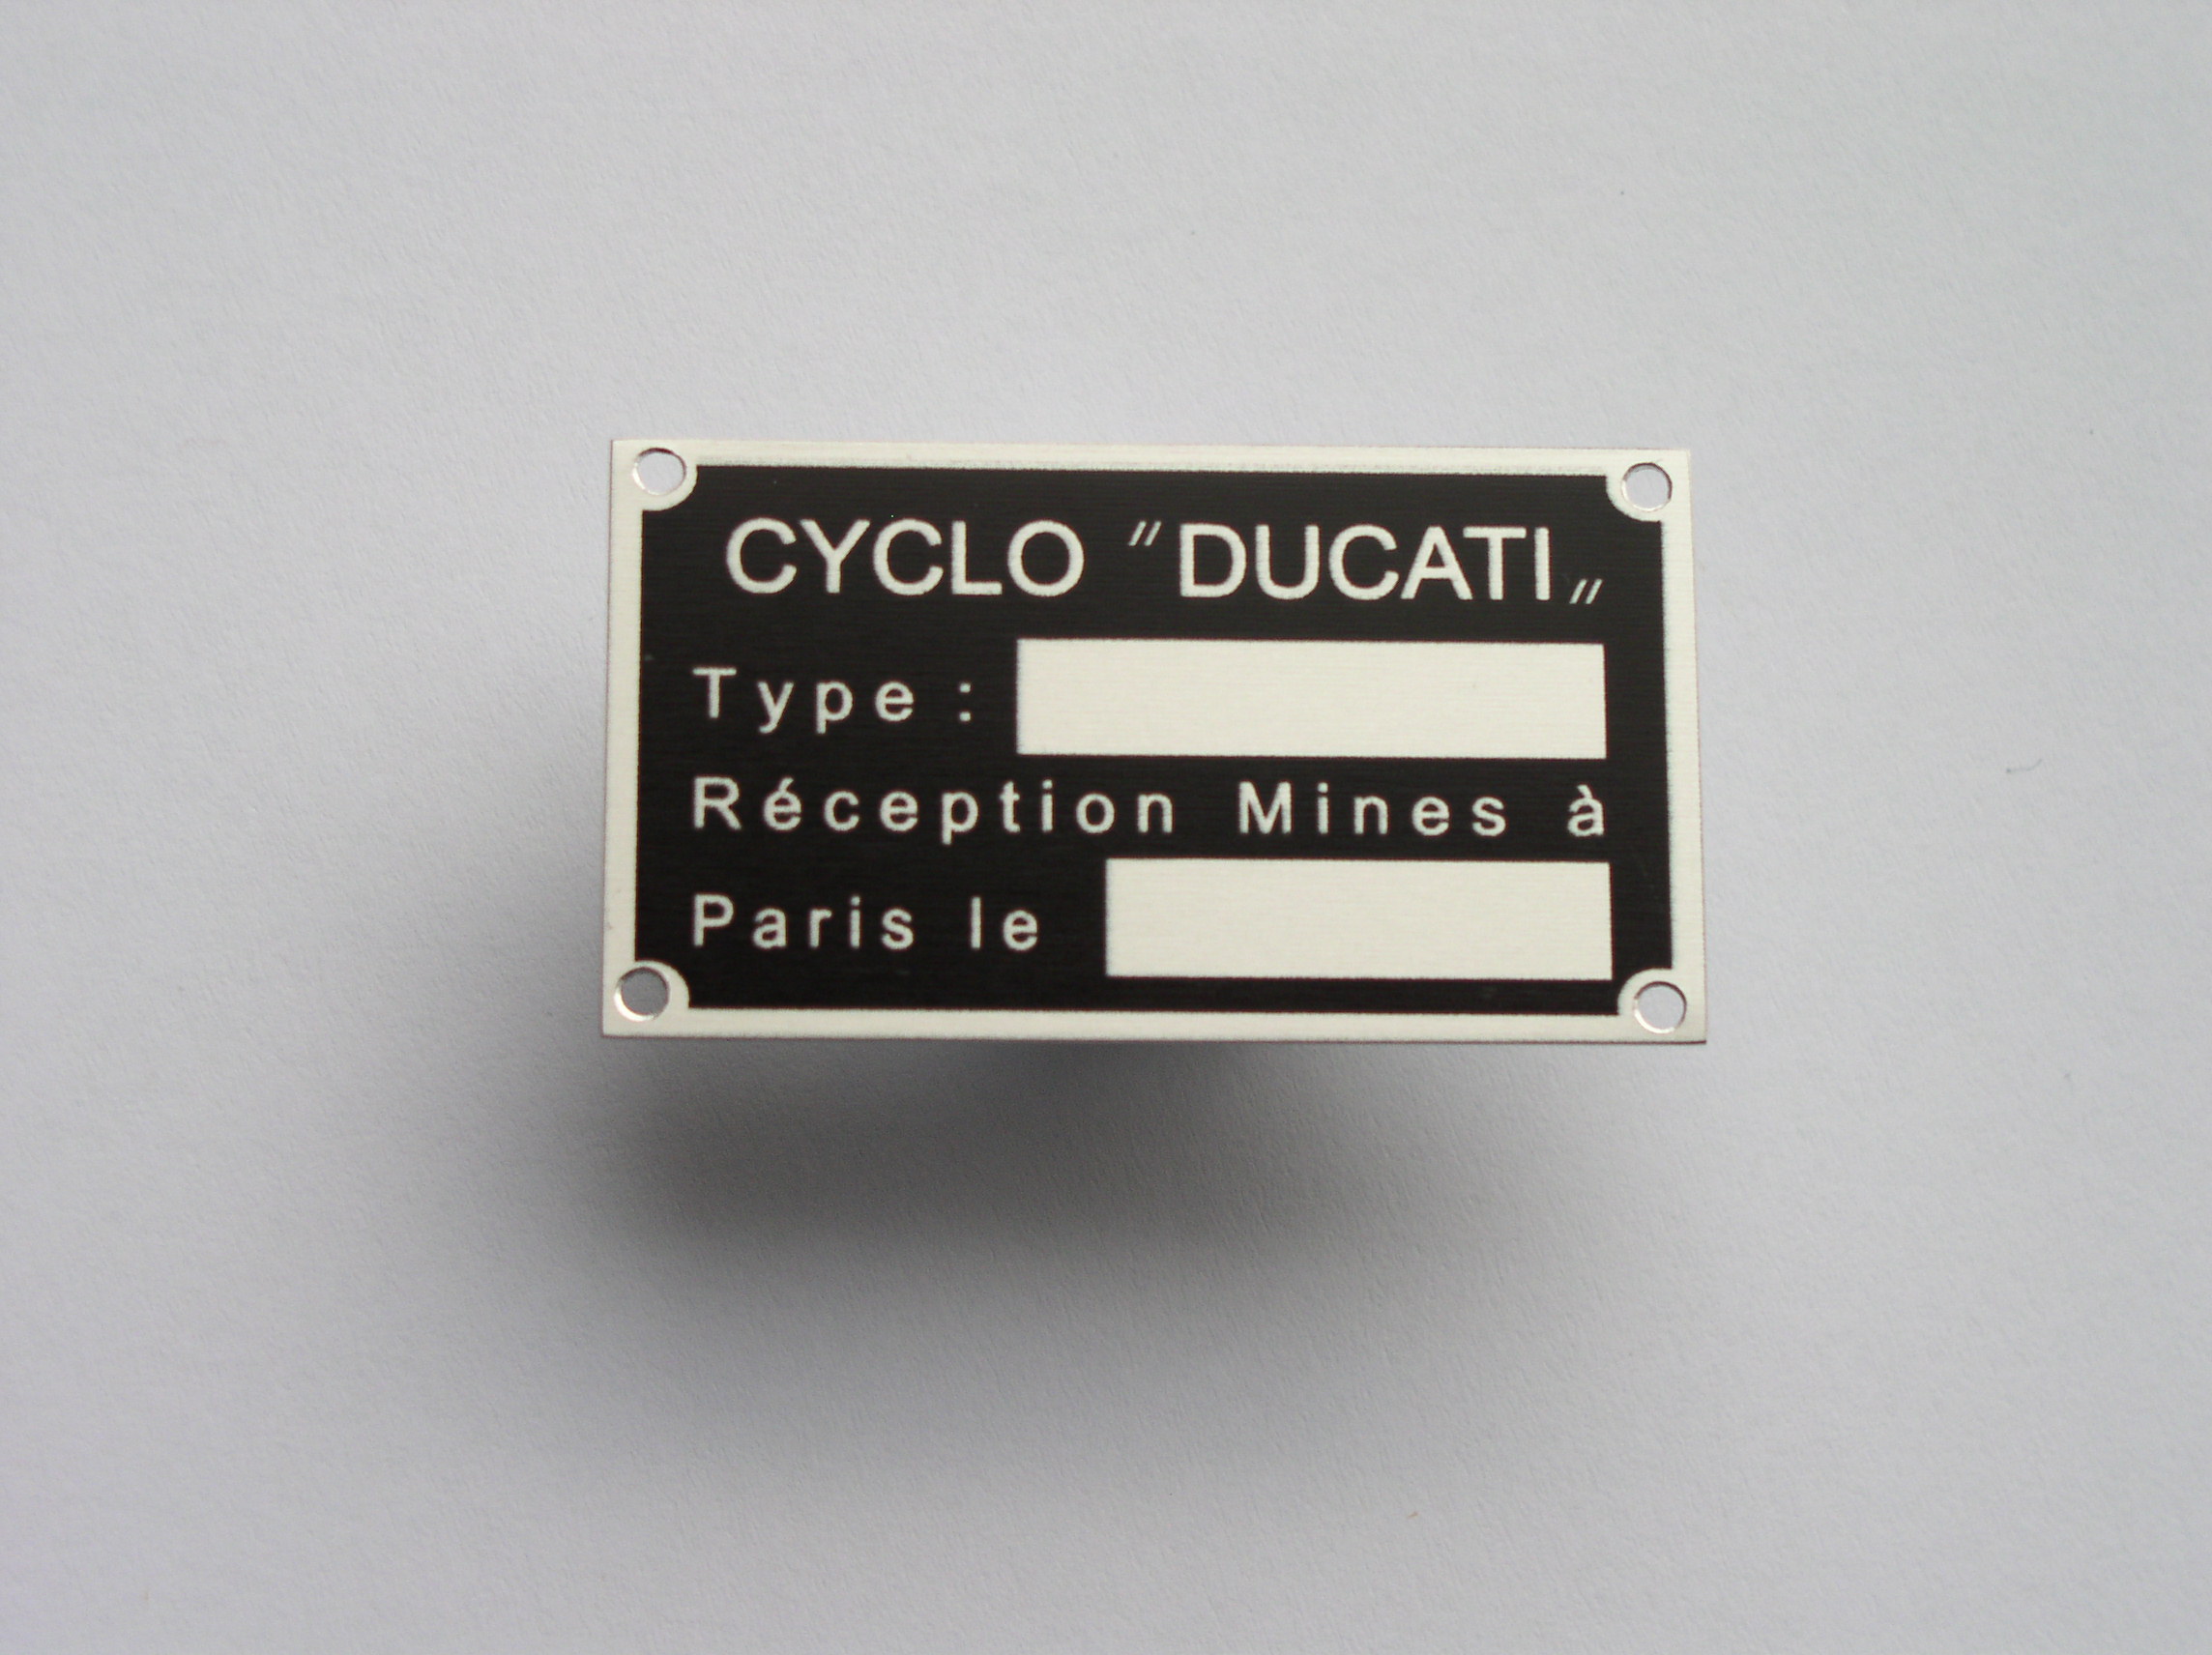 CYCLO "DUCATI„
Type :
Réception Mines à
Paris le